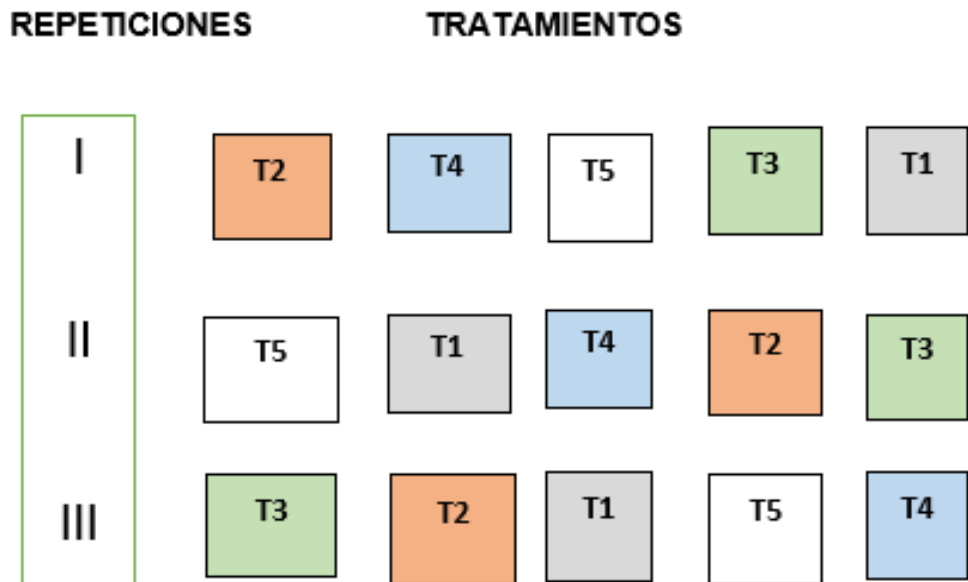 REPETICIONES TRATAMIENTOS
I T2 T4 T5 T3 T1
II T5 T1 T4 T2 T3
III T3 T2 T1 T5 T4